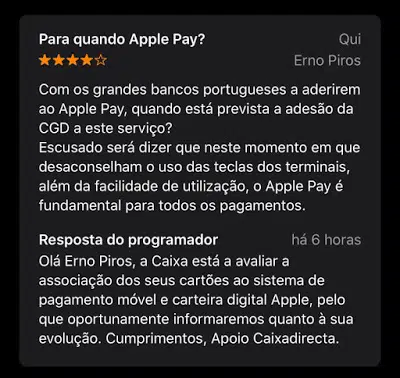 Para quando Apple Pay? Qui
★★★★☆ Erno Piros
Com os grandes bancos portugueses a aderirem
ao Apple Pay, quando está prevista a adesão da
CGD a este serviço?
Escusado será dizer que neste momento em que
desaconselham o uso das teclas dos terminais,
além da facilidade de utilização, o Apple Pay é
fundamental para todos os pagamentos.
Resposta do programador há 6 horas
Olá Erno Piros, a Caixa está a avaliar a
associação dos seus cartões ao sistema de
pagamento móvel e carteira digital Apple, pelo
que oportunamente informaremos quanto à sua
evolução. Cumprimentos, Apoio Caixadirecta.